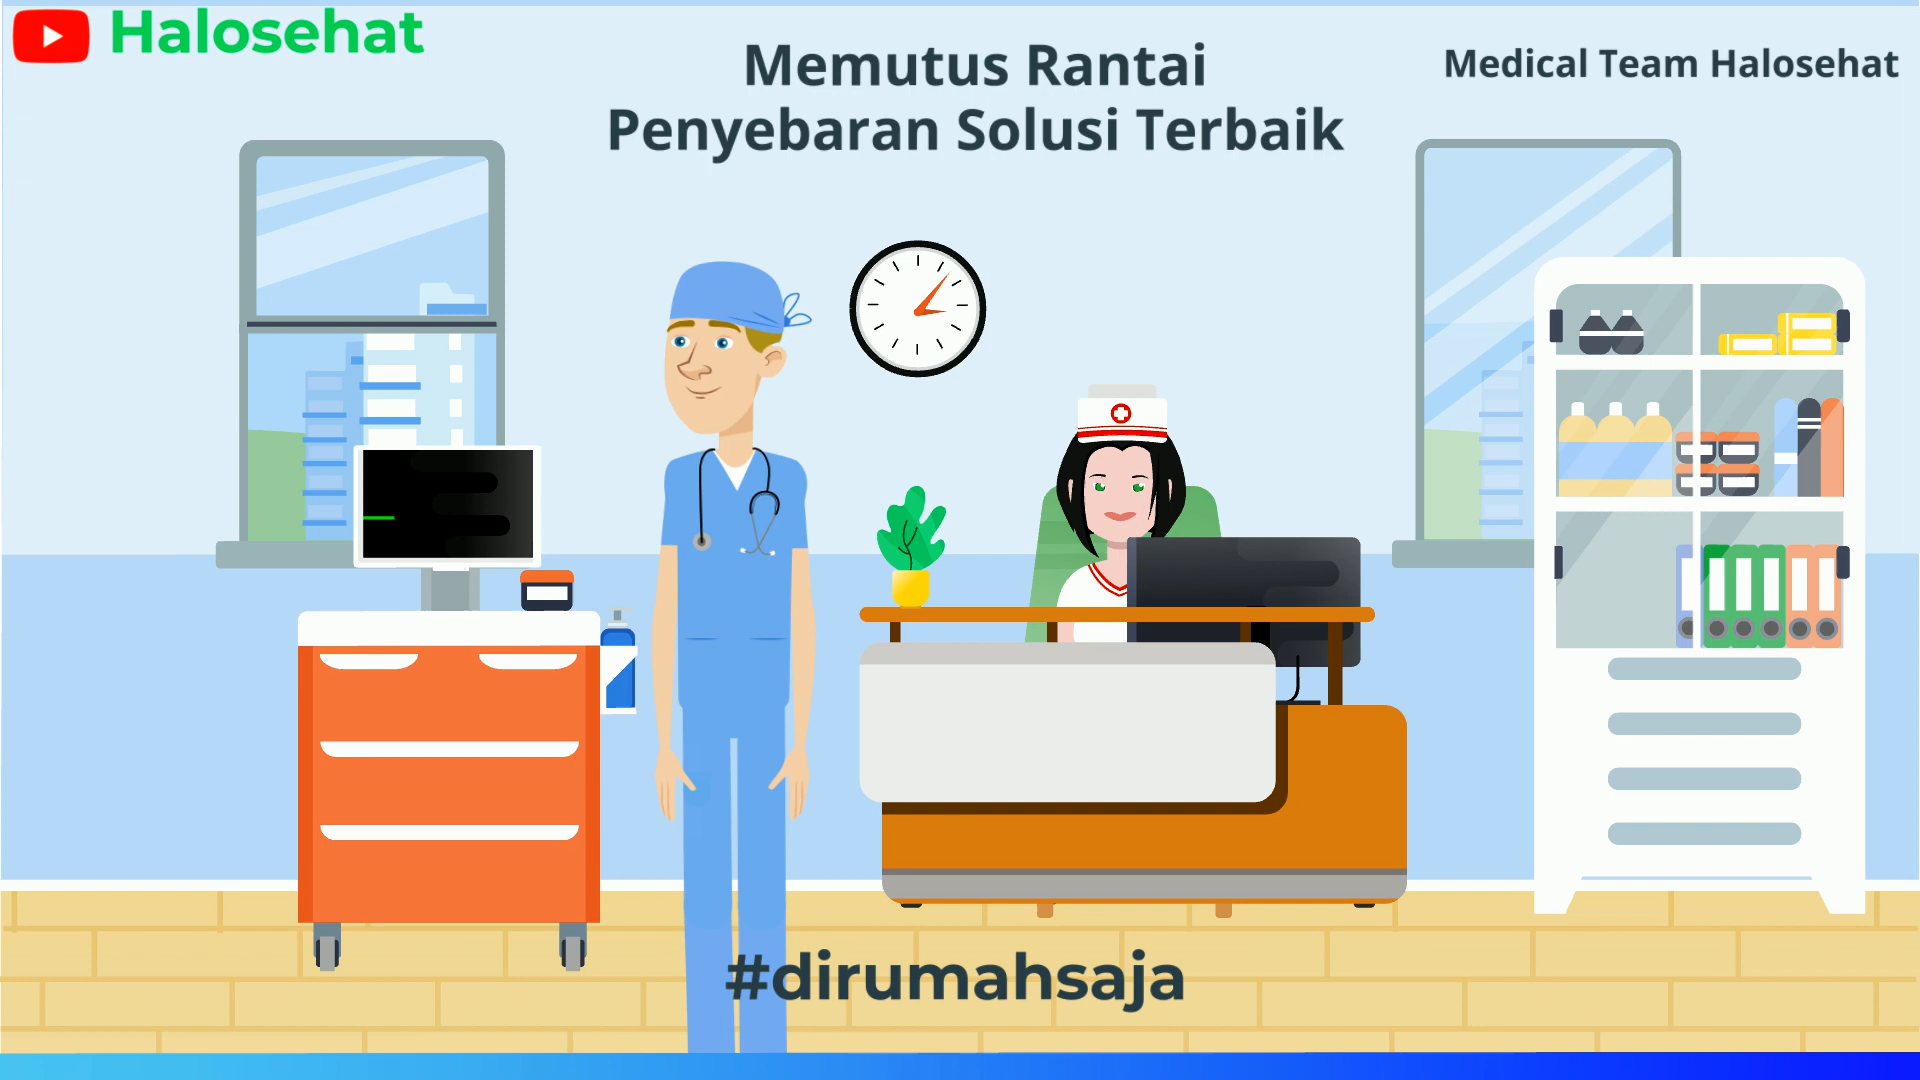 Halosehat
Memutus Rantai
Penyebaran Solusi Terbaik
Medical Team Halosehat
#dirumahsaja